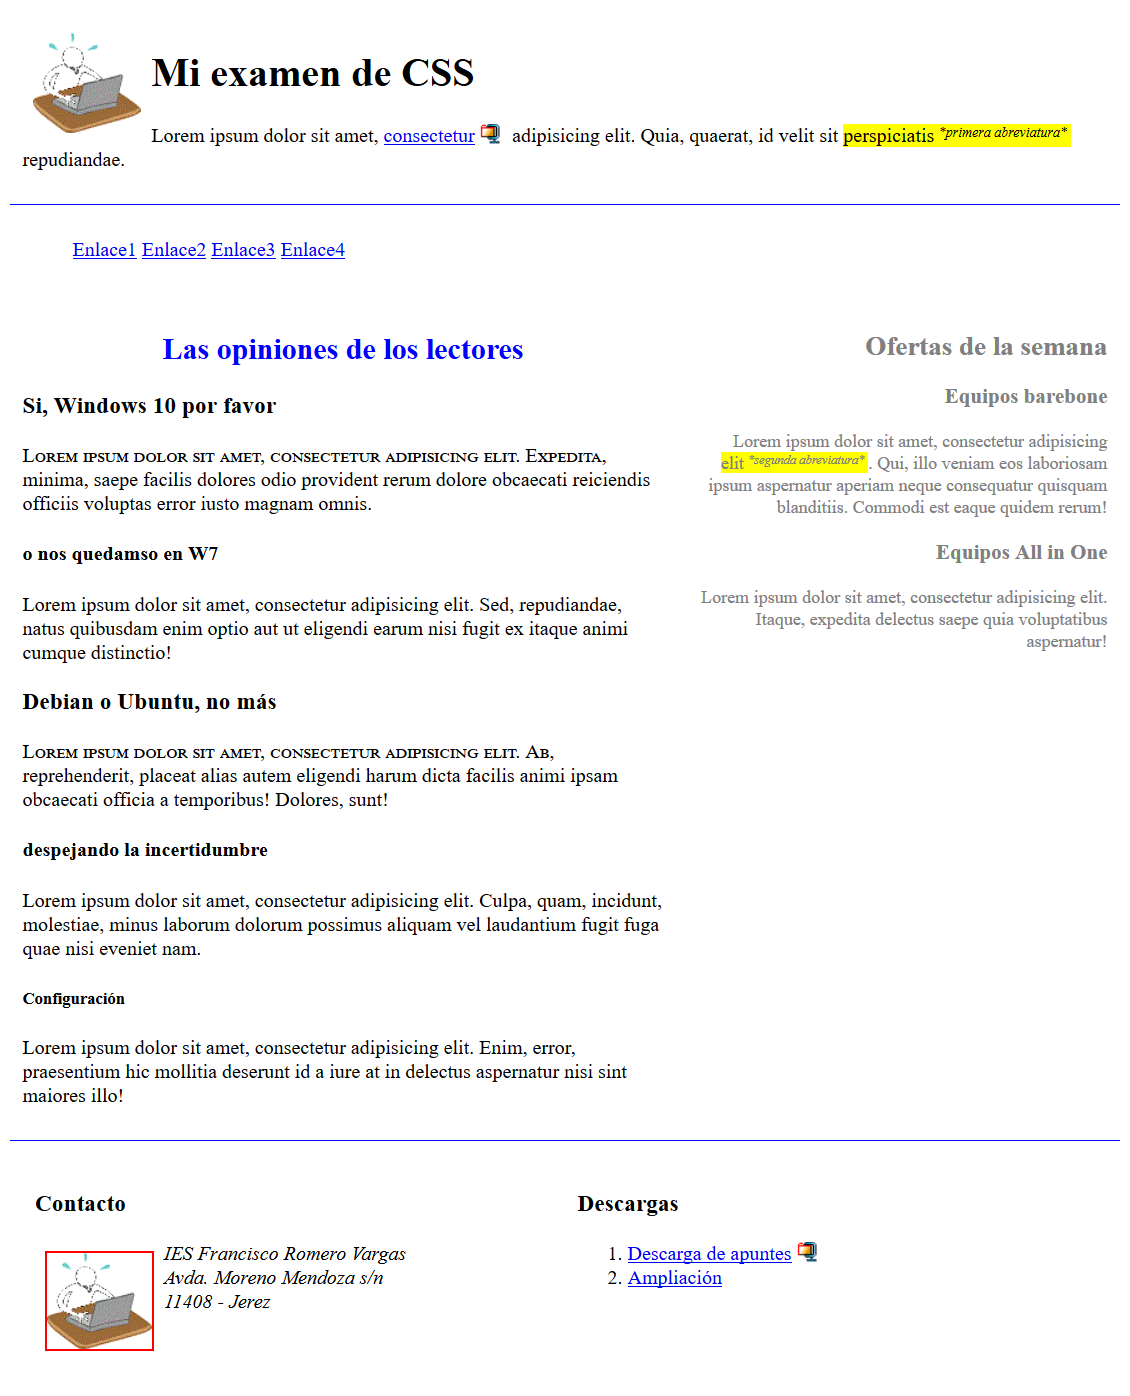 Mi examen de CSS
Lorem ipsum dolor sit amet, consectetur adipisicing elit. Quia, quaerat, id velit sit perspiciatis *primera abreviatura*
repudiandae.
Enlace1 Enlace2 Enlace3 Enlace4
Las opiniones de los lectores
Si, Windows 10 por favor
Lorem ipsum dolor sit amet, consectetur adipisicing elit. Expedita,
minima, saepe facilis dolores odio provident rerum dolore obcaecati reiciendis
officiis voluptas error iusto magnam omnis.
o nos quedamso en W7
Lorem ipsum dolor sit amet, consectetur adipisicing elit. Sed, repudiandae,
natus quibusdam enim optio aut ut eligendi earum nisi fugit ex itaque animi
cumque distinctio!
Debian o Ubuntu, no más
Lorem ipsum dolor sit amet, consectetur adipisicing elit. Ab,
reprehenderit, placeat alias autem eligendi harum dicta facilis animi ipsam
obcaecati officia a temporibus! Dolores, sunt!
despejando la incertidumbre
Lorem ipsum dolor sit amet, consectetur adipisicing elit. Culpa, quam, incidunt,
molestiae, minus laborum dolorum possimus aliquam vel laudantium fugit fuga
quae nisi eveniet nam.
Configuración
Lorem ipsum dolor sit amet, consectetur adipisicing elit. Enim, error,
praesentium hic mollitia deserunt id a iure at in delectus aspernatur nisi sint
maiores illo!
Ofertas de la semana
Equipos barebone
Lorem ipsum dolor sit amet, consectetur adipisicing
elit *segunda abreviatura*. Qui, illo veniam eos laboriosam
ipsum aspernatur aperiam neque consequatur quisquam
blanditiis. Commodi est eaque quidem rerum!
Equipos All in One
Lorem ipsum dolor sit amet, consectetur adipisicing elit.
Itaque, expedita delectus saepe quia voluptatibus
aspernatur!
Contacto
IES Francisco Romero Vargas
Avda. Moreno Mendoza s/n
11408 - Jerez
Descargas
1. Descarga de apuntes
2. Ampliación